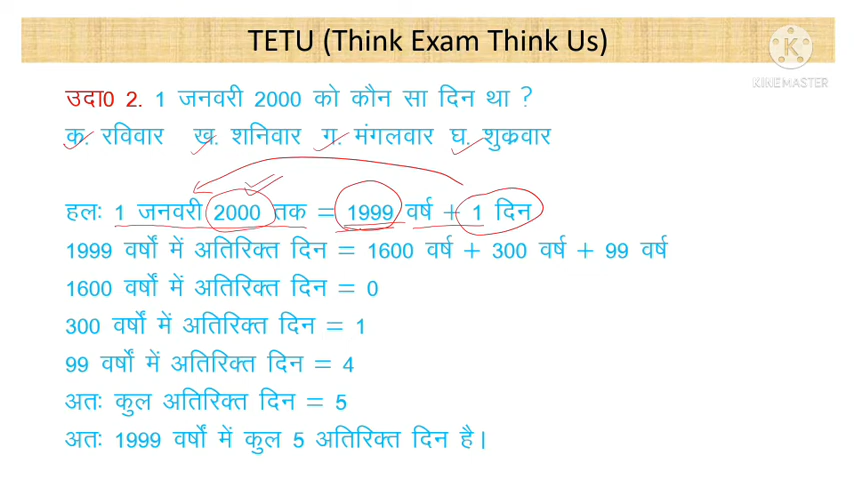 TETU (Think Exam Think Us)
K
KINEMASTER
उदा0 2. 1 जनवरी 2000 को कौन सा दिन था ?
क. रविवार ख. शनिवार ग. मंगलवार घ. शुक्रवार
हलः 1 जनवरी 2000 तक = 1999 वर्ष + 1 दिन
1999 वर्षों में अतिरिक्त दिन = 1600 वर्ष + 300 वर्ष + 99 वर्ष
1600 वर्षों में अतिरिक्त दिन = 0
300 वर्षों में अतिरिक्त दिन = 1
99 वर्षों में अतिरिक्त दिन = 4
अतः कुल अतिरिक्त दिन = 5
अतः 1999 वर्षों में कुल 5 अतिरिक्त दिन है।